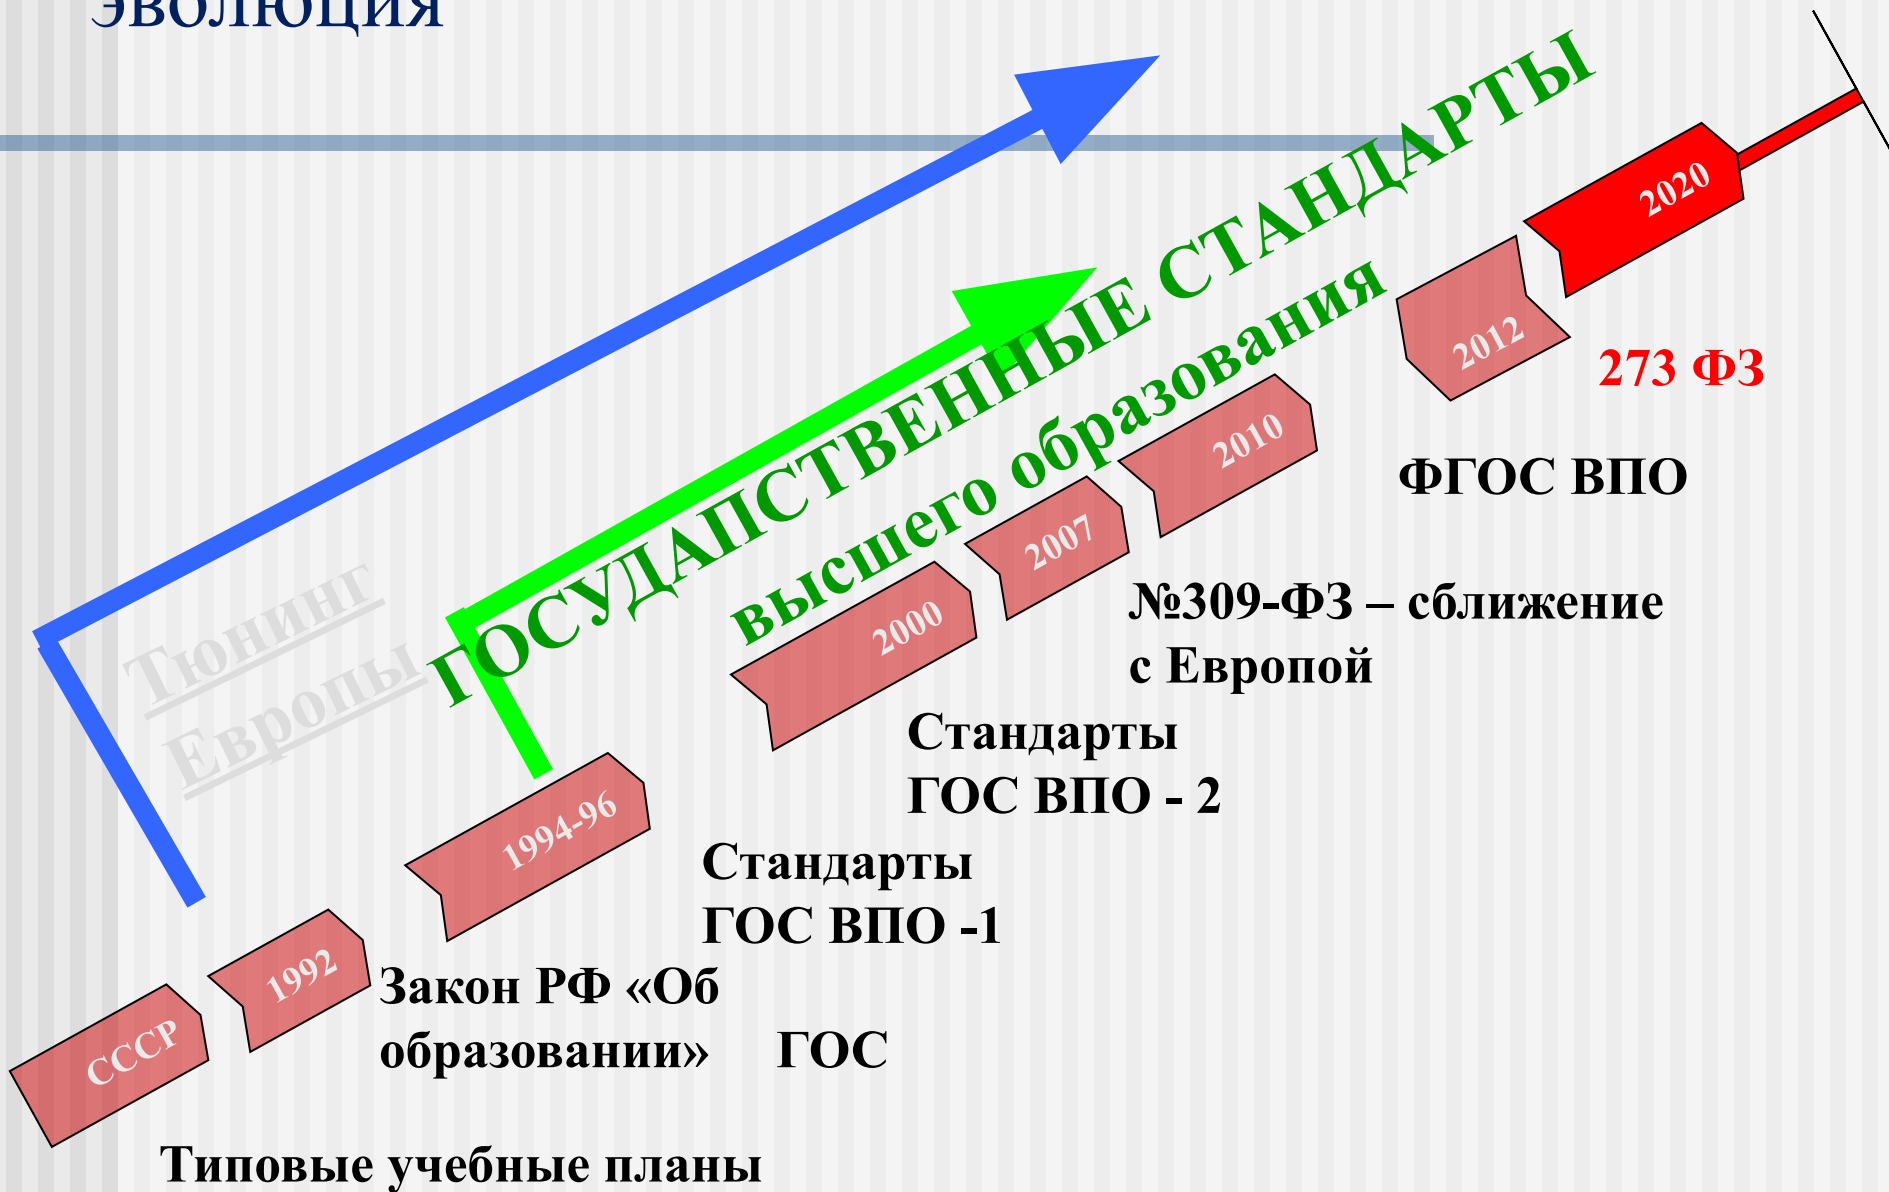 эволюция
ГОСУДАПСТВЕННЫЕ СТАНДАРТЫ
высшего образования
Тюнинг
Европы
2020
2012
273 ФЗ
2010
ФГОС ВПО
2007
№309-ФЗ – сближение
с Европой
2000
Стандарты
ГОС ВПО - 2
1994-96
Стандарты
ГОС ВПО -1
1992
Закон РФ «Об
образовании» ГОС
СССР
Типовые учебные планы